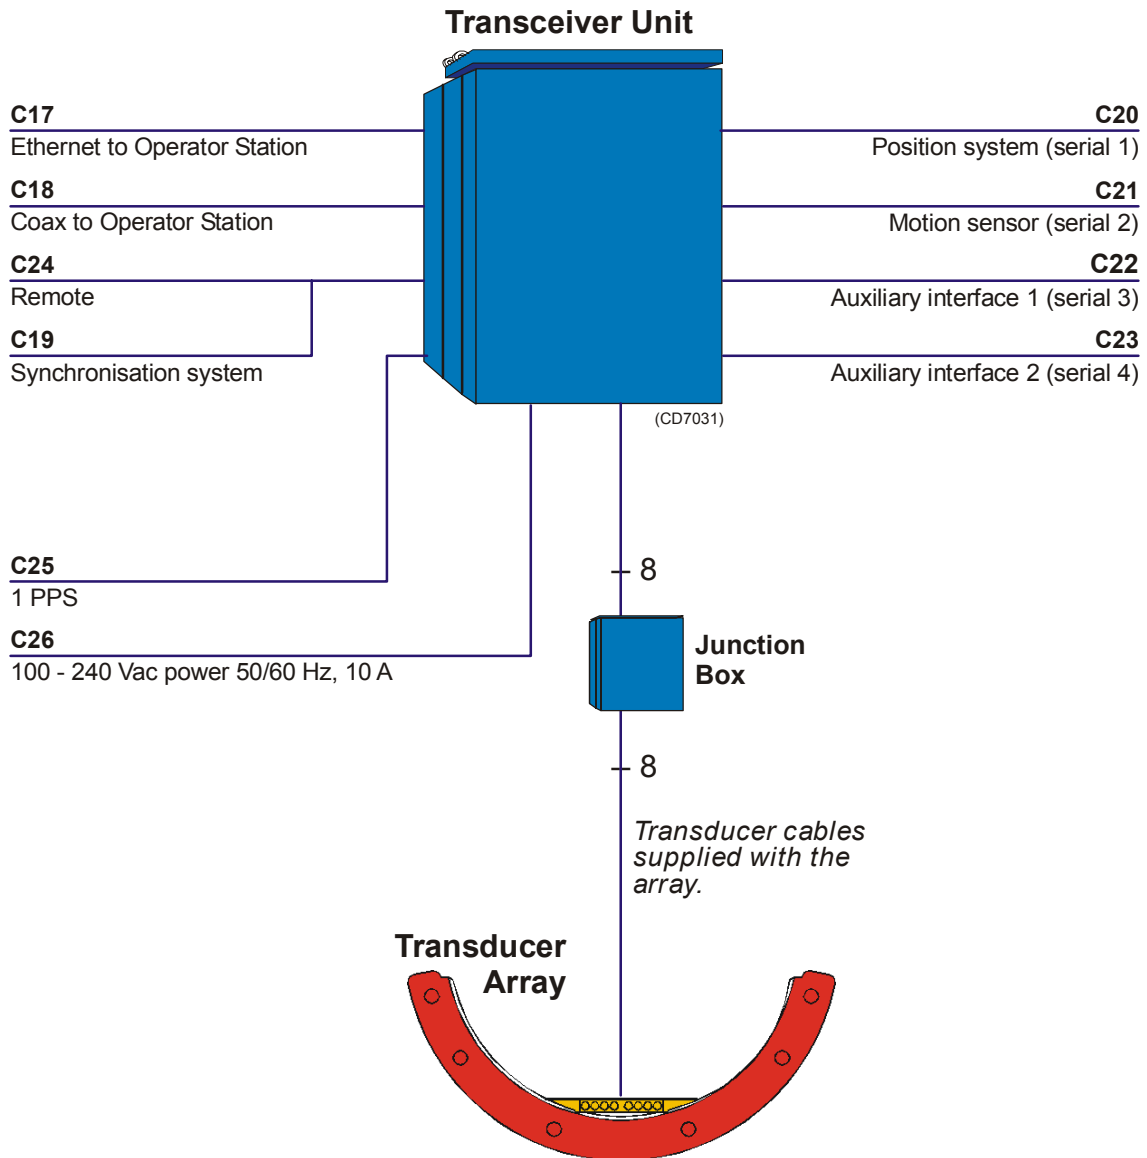 Transceiver Unit
C17
Ethernet to Operator Station
C18
Coax to Operator Station
C24
Remote
C19
Synchronisation system
C20
Position system (serial 1)
C21
Motion sensor (serial 2)
C22
Auxiliary interface 1 (serial 3)
C23
Auxiliary interface 2 (serial 4)
(CD7031)
C25
1 PPS
C26
100 - 240 Vac power 50/60 Hz, 10 A
8
Junction
Box
8
Transducer cables
supplied with the
array.
Transducer
Array